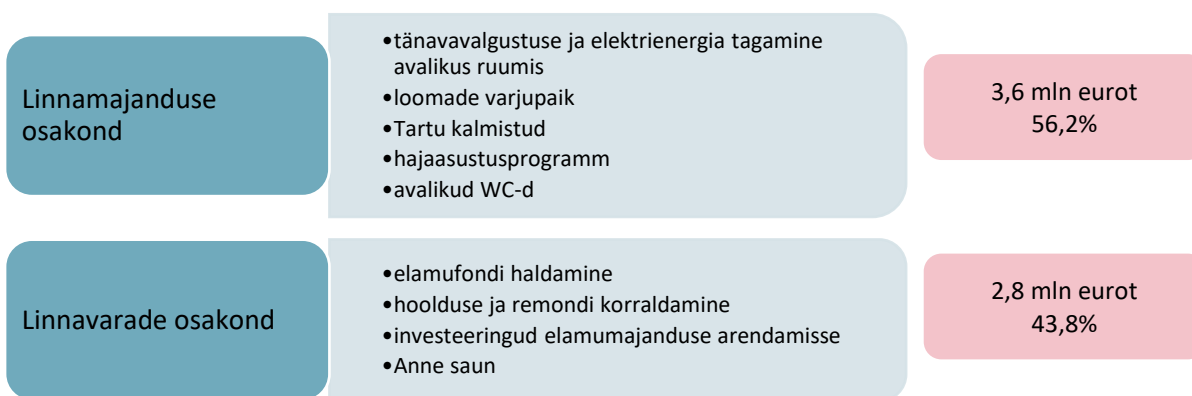 Linnamajanduse
osakond
•tänavavalgustuse ja elektrienergia tagamine
avalikus ruumis
•loomade varjupaik
•Tartu kalmistud
•hajaasustusprogramm
•avalikud WC-d
3,6 mln eurot
56,2%
Linnavarade osakond
•elamufondi haldamine
•hoolduse ja remondi korraldamine
•investeeringud elamumajanduse arendamisse
•Anne saun
2,8 mln eurot
43,8%